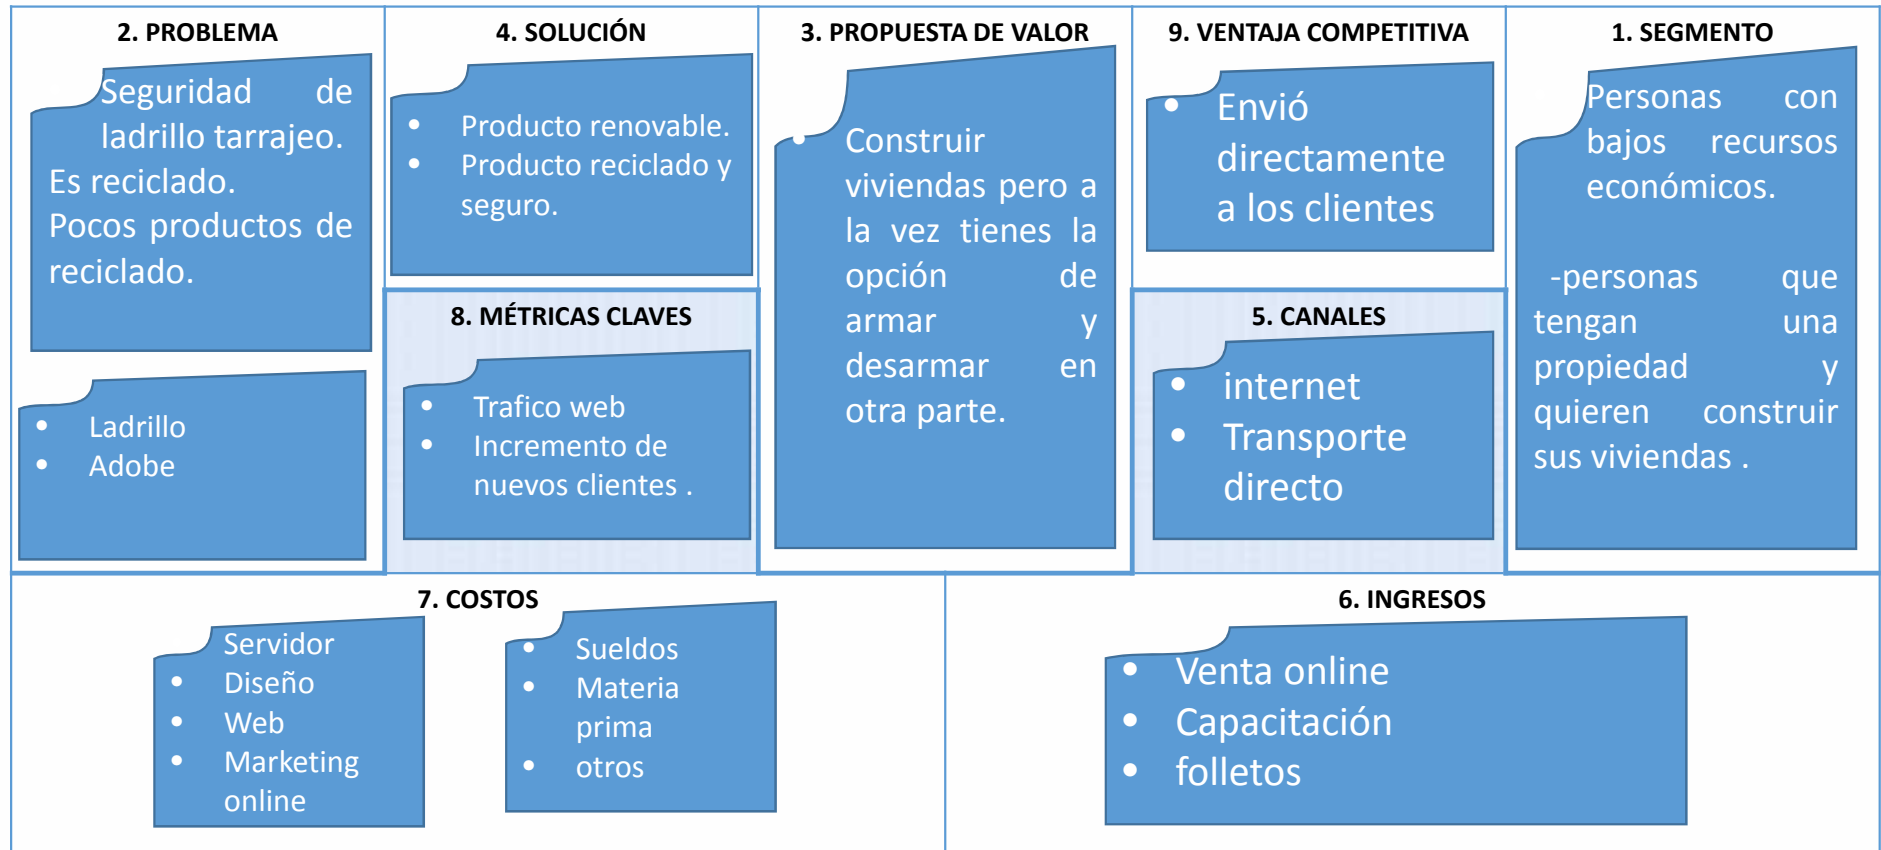 2. PROBLEMA
Seguridad de
ladrillo tarrajeo.
Es reciclado.
Pocos productos de
reciclado.
• Ladrillo
• Adobe
4. SOLUCIÓN
• Producto renovable.
• Producto reciclado y
seguro.
8. MÉTRICAS CLAVES
• Trafico web
• Incremento de
nuevos clientes .
3. PROPUESTA DE VALOR
• Construir
viviendas pero a
la vez tienes la
opción de
armar y
desarmar en
otra parte.
9. VENTAJA COMPETITIVA
• Envió
directamente
a los clientes
5. CANALES
• internet
• Transporte
directo
1. SEGMENTO
Personas con
bajos recursos
económicos.
-personas que
tengan una
propiedad y
quieren construir
sus viviendas .
7. COSTOS
Servidor
• Diseño
• Web
• Marketing
online
• Sueldos
• Materia
prima
• otros
6. INGRESOS
• Venta online
• Capacitación
• folletos